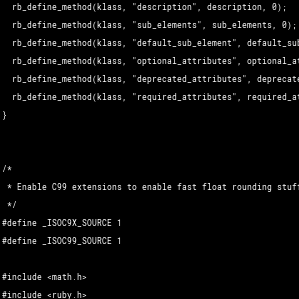 rb_define_method(klass, "description", description, 0);
rb_define_method(klass, "sub_elements", sub_elements, 0);
rb_define_method(klass, "default_sub_element", default_sub
rb_define_method(klass, "optional_attributes", optional_at
rb_define_method(klass, "deprecated_attributes", deprecate
rb_define_method(klass, "required_attributes", required_at
}
/*
* Enable C99 extensions to enable fast float rounding stuff
*/
#define _ISOC9X_SOURCE 1
#define _ISOC99_SOURCE 1
#include <math.h>
#include <ruby.h>